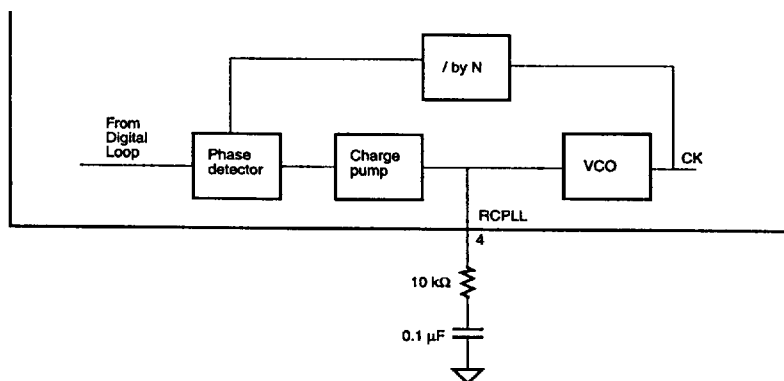 / by N
From
Digital
Loop
Phase
detector
Charge
pump
VCO
CK
RCPLL
4
10 kΩ
0.1 µF